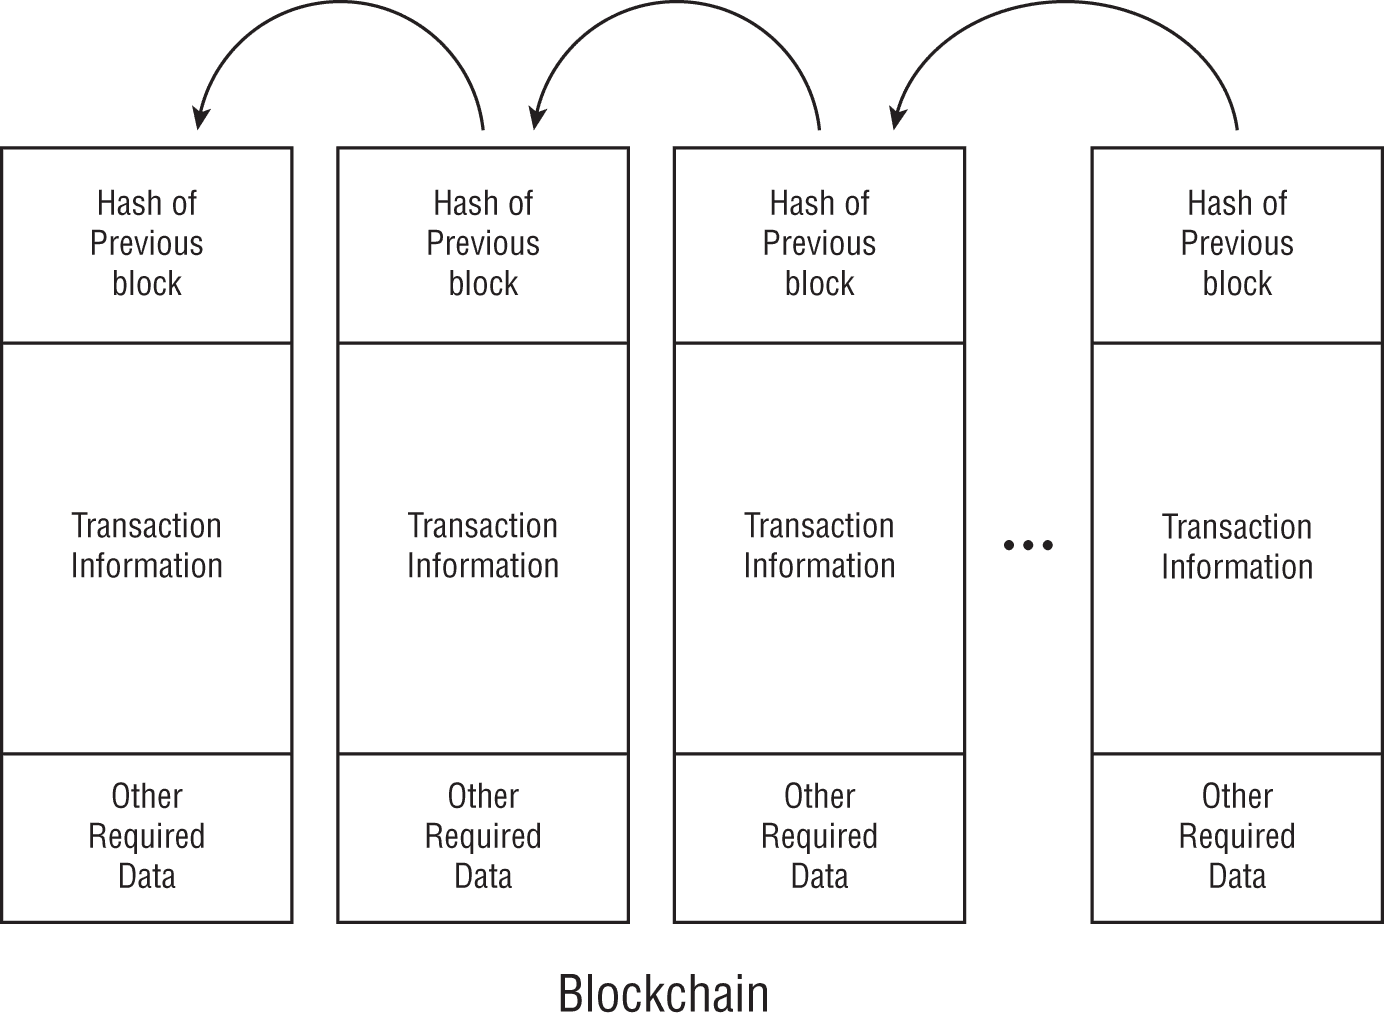 Hash of
Previous
block
Transaction
Information
Other
Required
Data
Hash of
Previous
block
Transaction
Information
Other
Required
Data
Hash of
Previous
block
Transaction
Information
Other
Required
Data
...
Hash of
Previous
block
Transaction
Information
Other
Required
Data
Blockchain